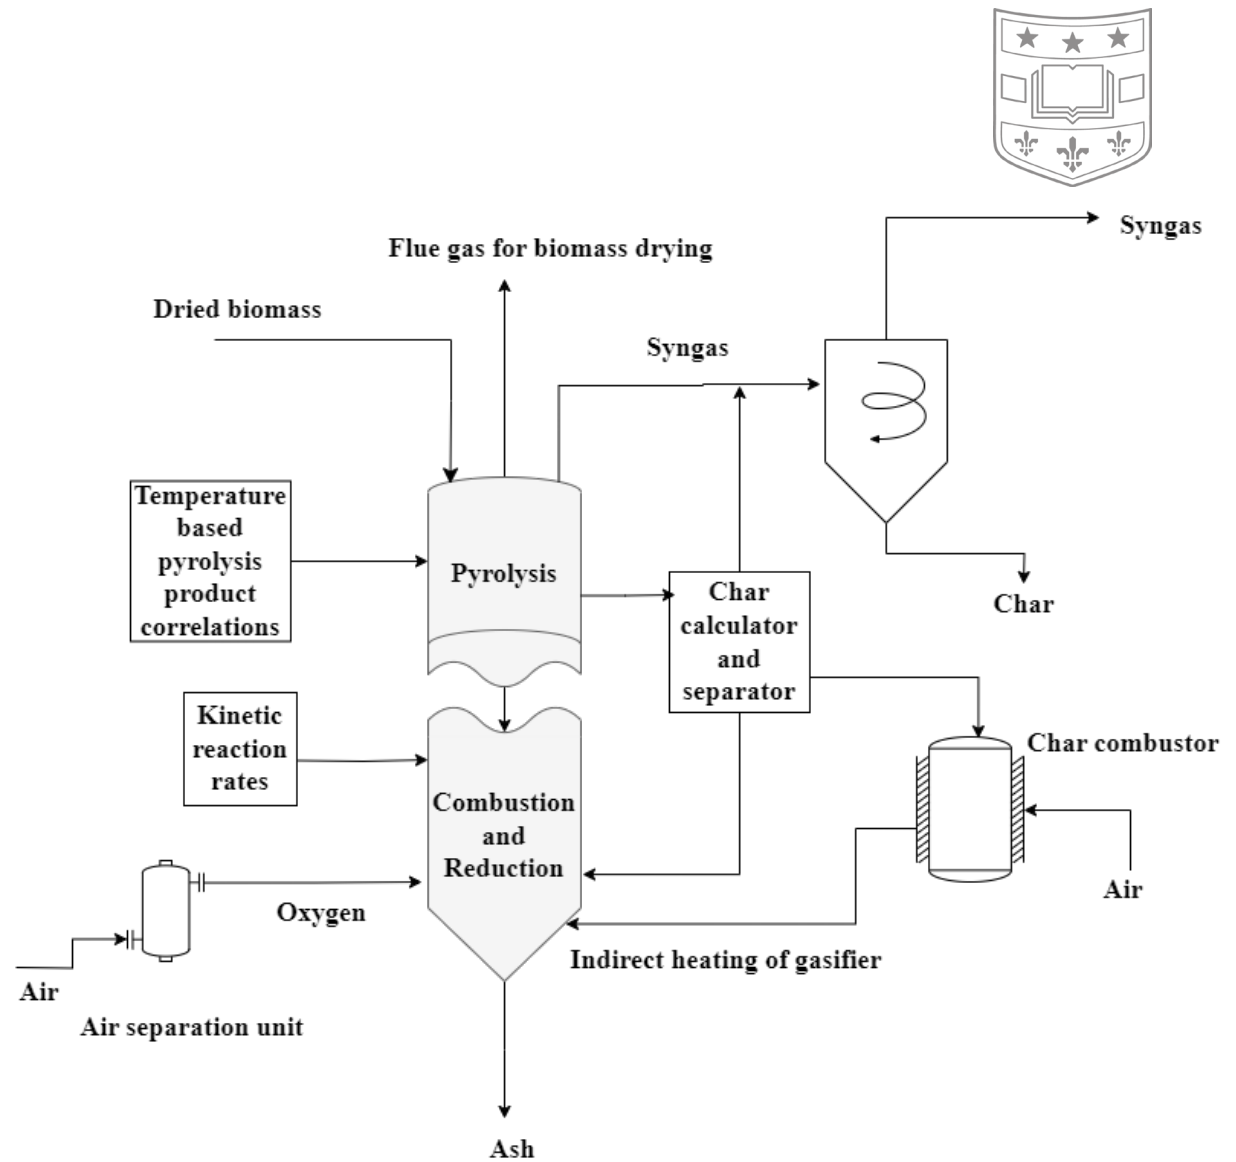 Syngas
Flue gas for biomass drying
Dried biomass
Syngas
Temperature
based
pyrolysis
product
correlations
Pyrolysis
Char
calculator
and
separator
Char
Kinetic
reaction
rates
Char combustor
Combustion
and
Reduction
Air
Oxygen
Indirect heating of gasifier
Air
Air separation unit
Ash